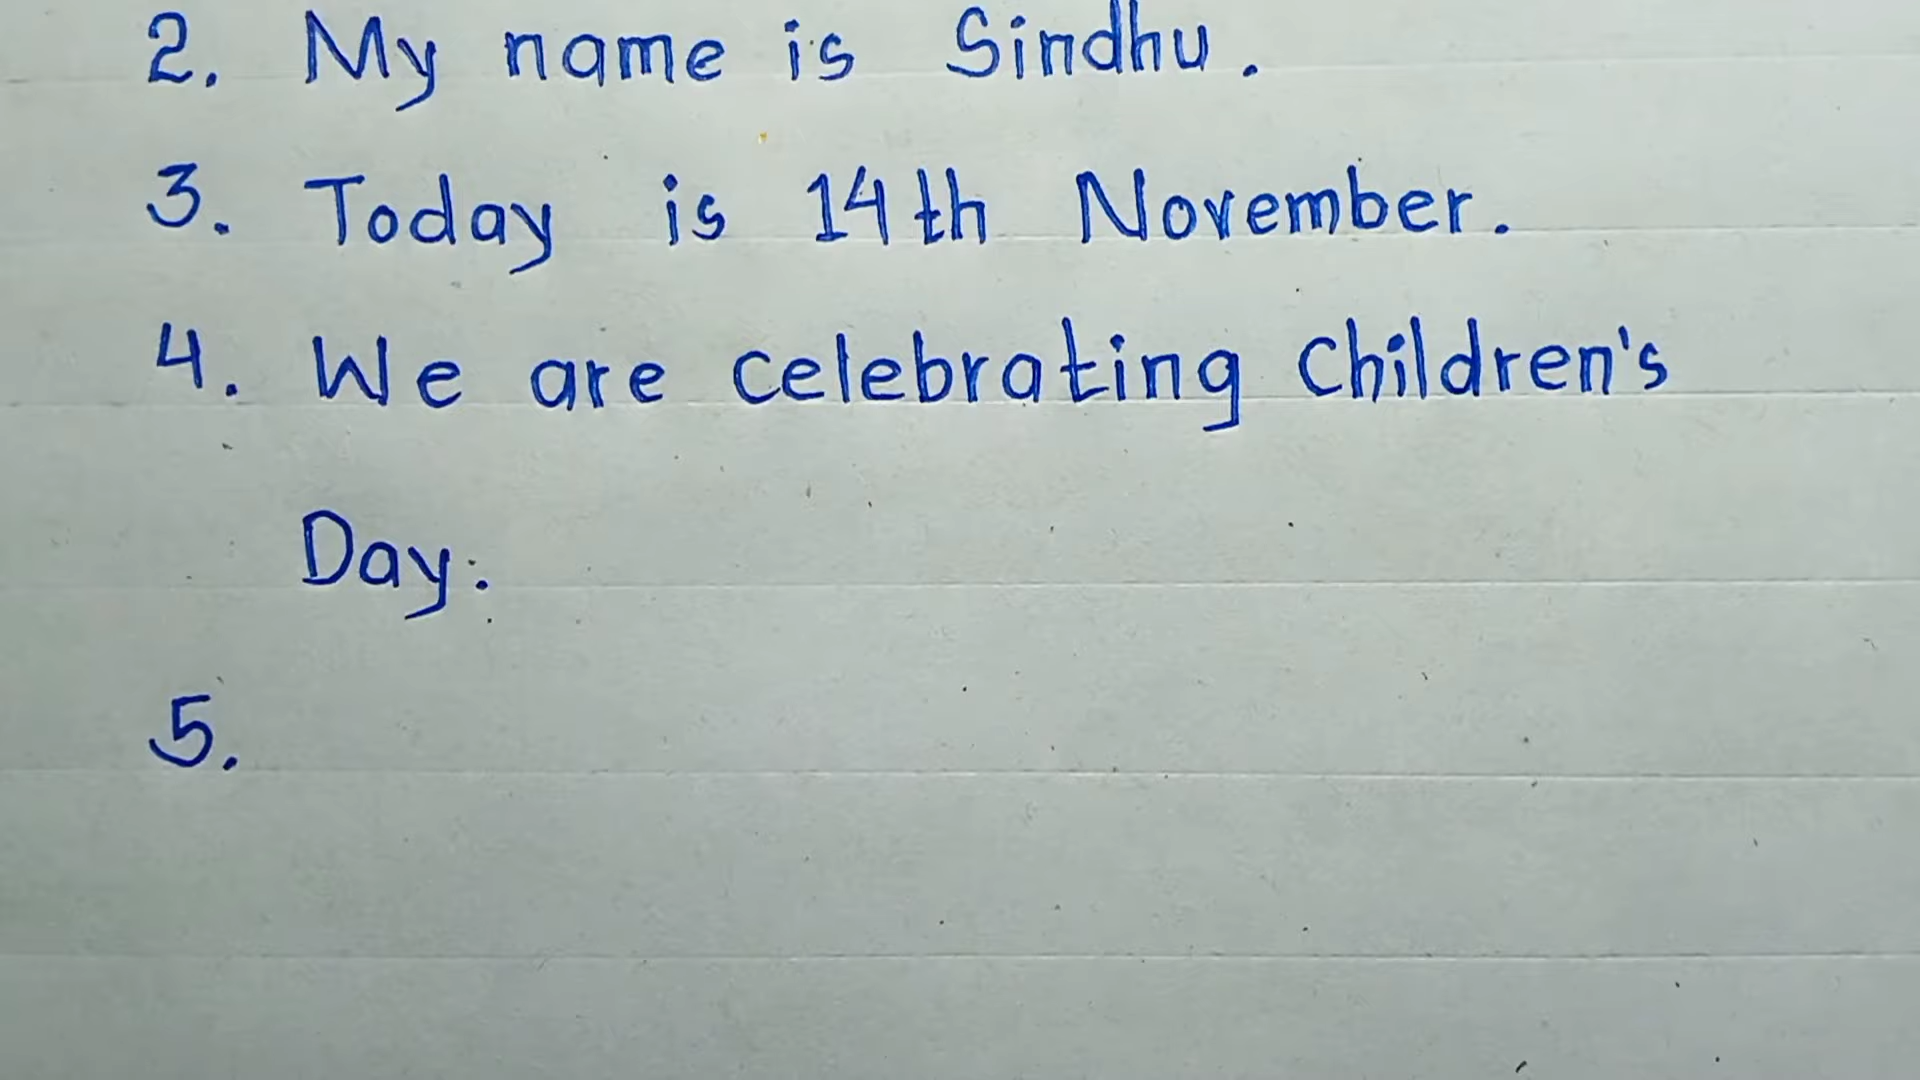 2. My name is Sindhu.
3. Today is 14th November.
4. We are celebrating Children's
Day.
5.